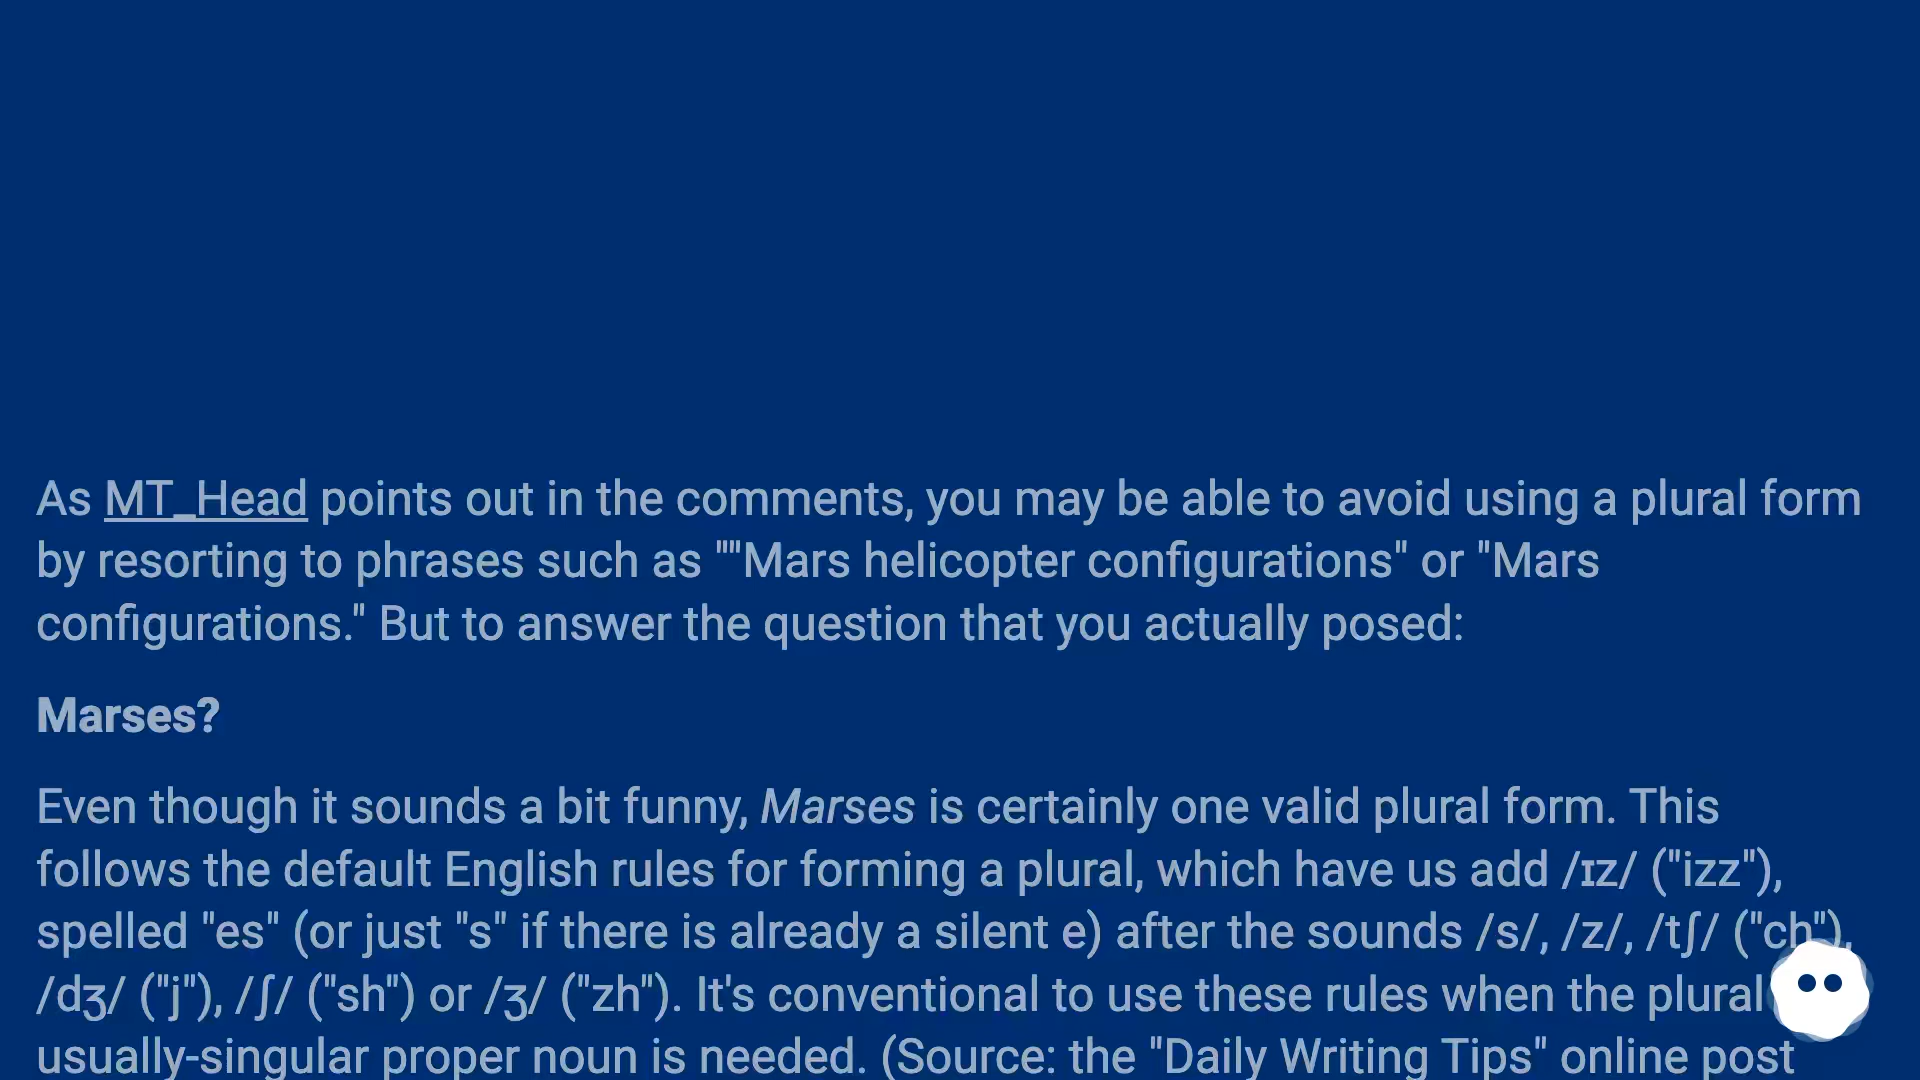 As MT_Head points out in the comments, you may be able to avoid using a plural form
by resorting to phrases such as ""Mars helicopter configurations" or "Mars
configurations." But to answer the question that you actually posed:
Marses?
Even though it sounds a bit funny, Marses is certainly one valid plural form. This
follows the default English rules for forming a plural, which have us add /ɪz/ ("izz"),
spelled "es" (or just "s" if there is already a silent e) after the sounds /s/, /z/, /tʃ/ ("ch"),
/dʒ/ ("j"), /ʃ/ ("sh") or /ʒ/ ("zh"). It's conventional to use these rules when the plural
usually-singular proper noun is needed. (Source: the "Daily Writing Tips" online post